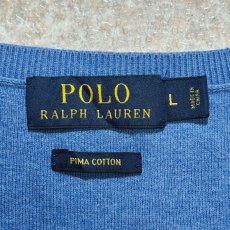 POLO
RALPH LAUREN
L
MADE IN
CHINA
PIMA COTTON